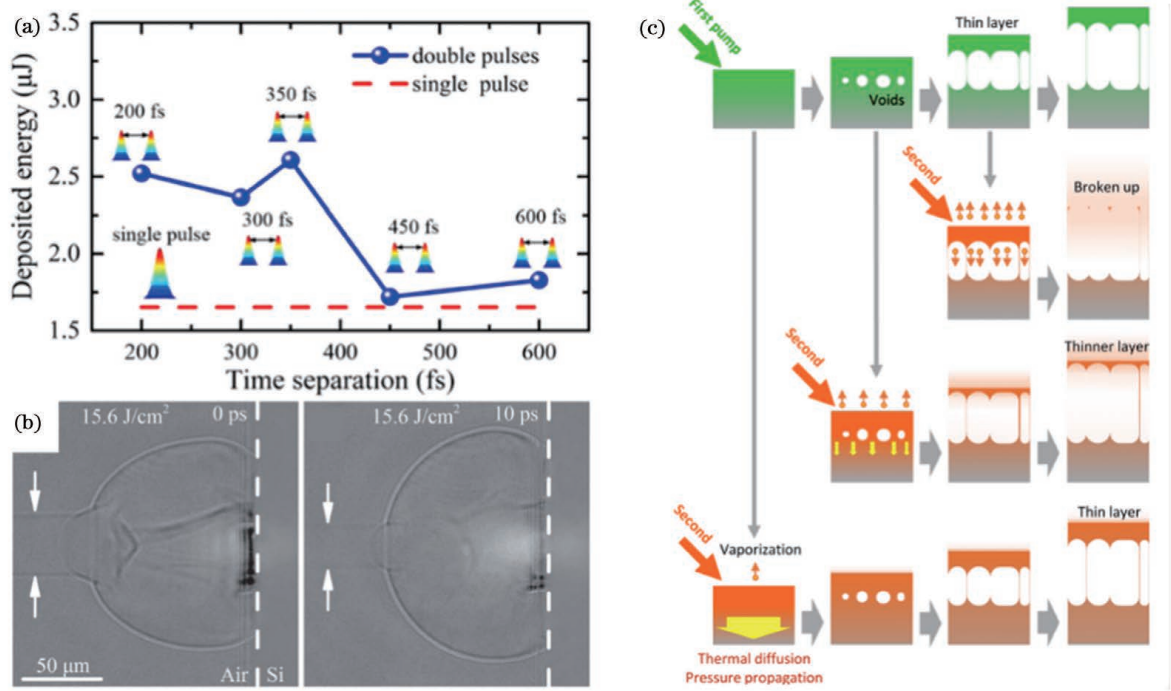 (a)
3.5
3.0
2.5
2.0
1.5
Deposited energy (μJ)
double pulses
single pulse
200 fs
350 fs
300 fs
450 fs
600 fs
single pulse
200 300 400 500 600
Time separation (fs)
(b)
15.6 J/cm² 0 ps
Air Si
50 μm
15.6 J/cm² 10 ps
(c)
First pump
Voids
Thin layer
Second
Broken up
Second
Thinner layer
Second
Vaporization
Thin layer
Thermal diffusion
Pressure propagation